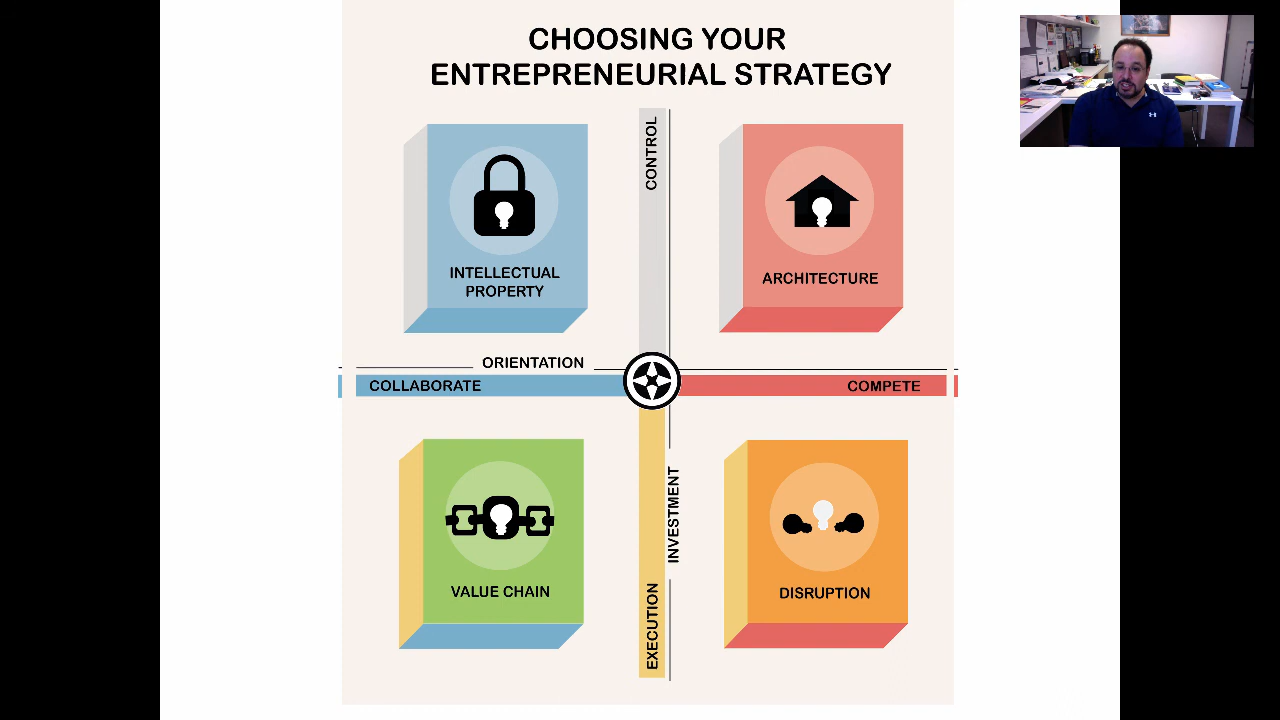 CHOOSING YOUR
ENTREPRENEURIAL STRATEGY
CONTROL
INTELLECTUAL
PROPERTY
ARCHITECTURE
ORIENTATION
COLLABORATE
COMPETE
INVESTMENT
EXECUTION
VALUE CHAIN
DISRUPTION